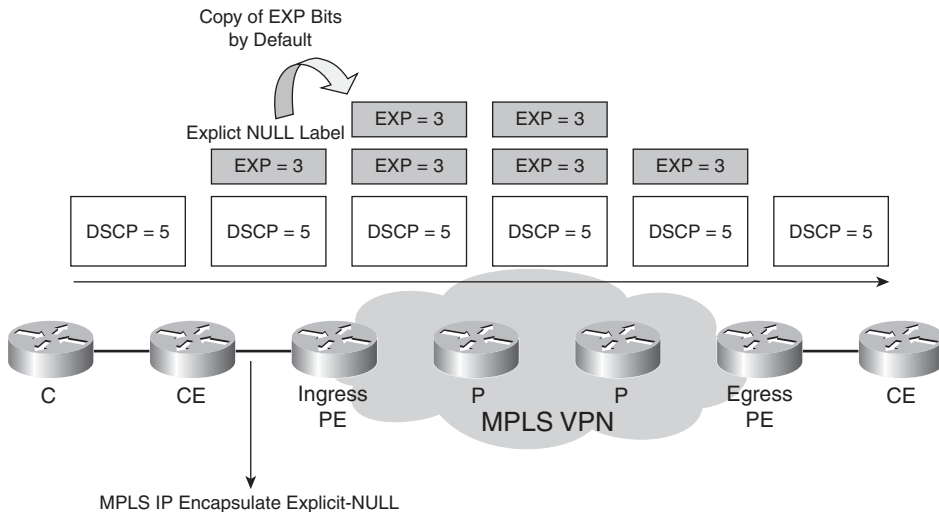 Copy of EXP Bits
by Default
EXP = 3
EXP = 3
Explict NULL Label
EXP = 3
EXP = 3
EXP = 3
EXP = 3
DSCP = 5
DSCP = 5
DSCP = 5
DSCP = 5
DSCP = 5
DSCP = 5
C
CE
Ingress
PE
P
P
Egress
PE
CE
MPLS VPN
MPLS IP Encapsulate Explicit-NULL